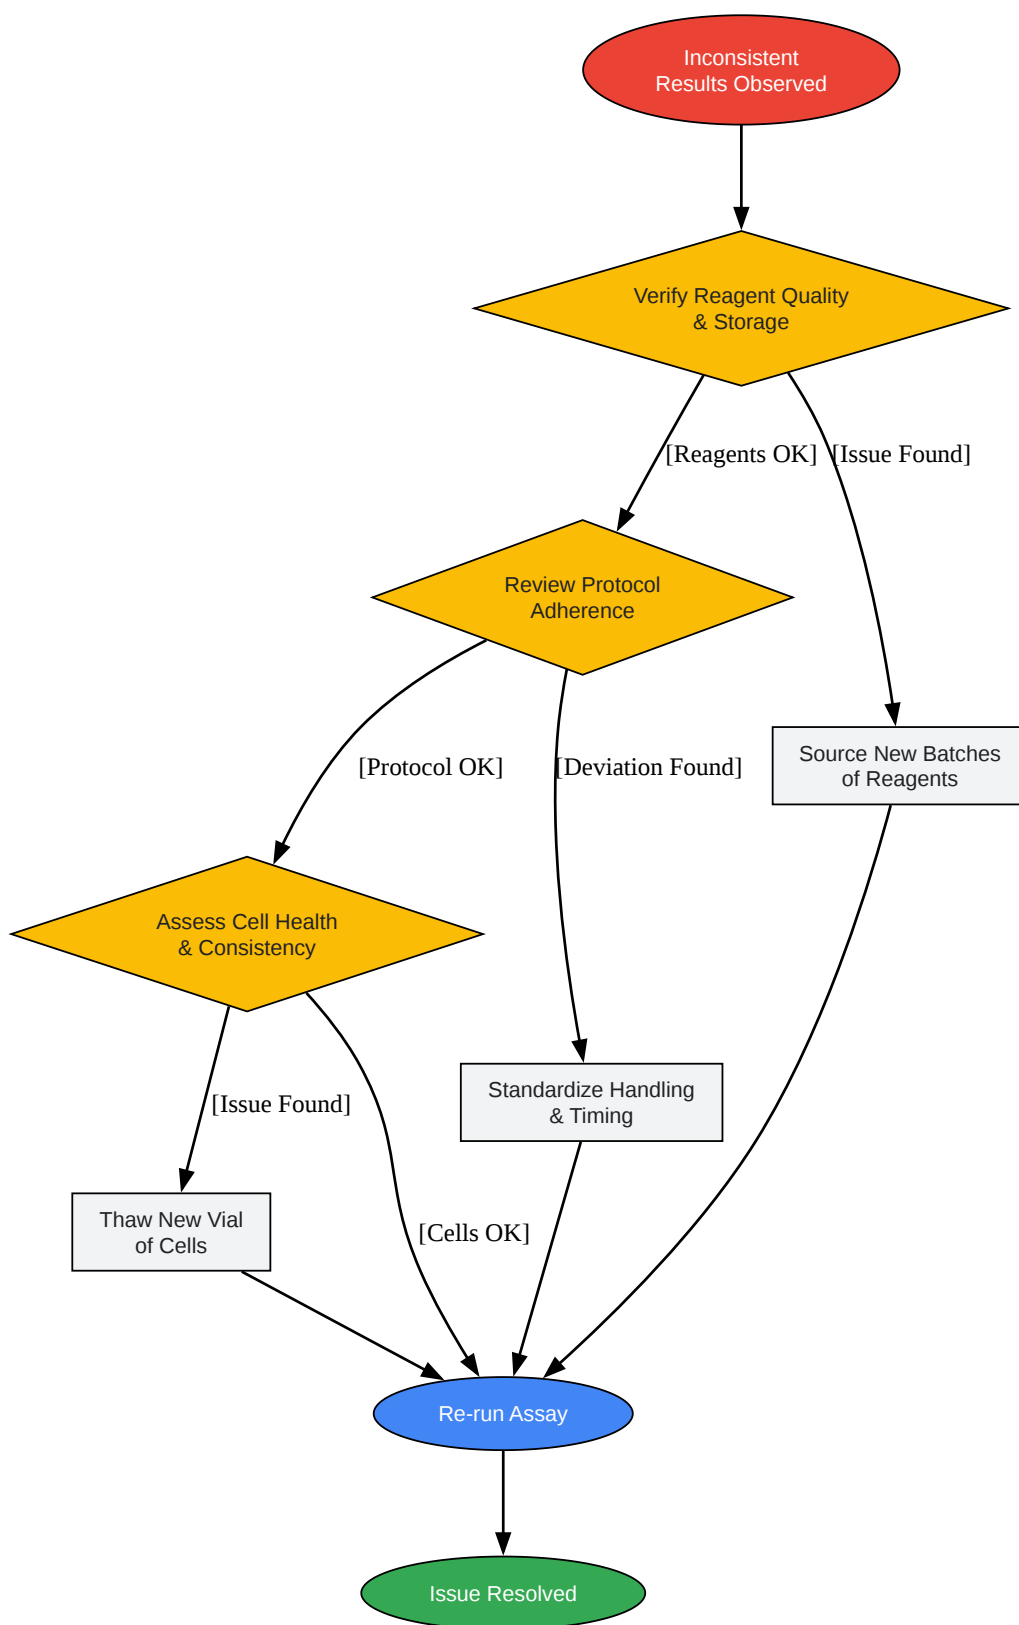 Inconsistent
Results Observed
Verify Reagent Quality
& Storage
[Reagents OK]
[Issue Found]
Review Protocol
Adherence
[Protocol OK]
[Deviation Found]
Source New Batches
of Reagents
Assess Cell Health
& Consistency
Standardize Handling
& Timing
[Issue Found]
Thaw New Vial
of Cells
[Cells OK]
Re-run Assay
Issue Resolved